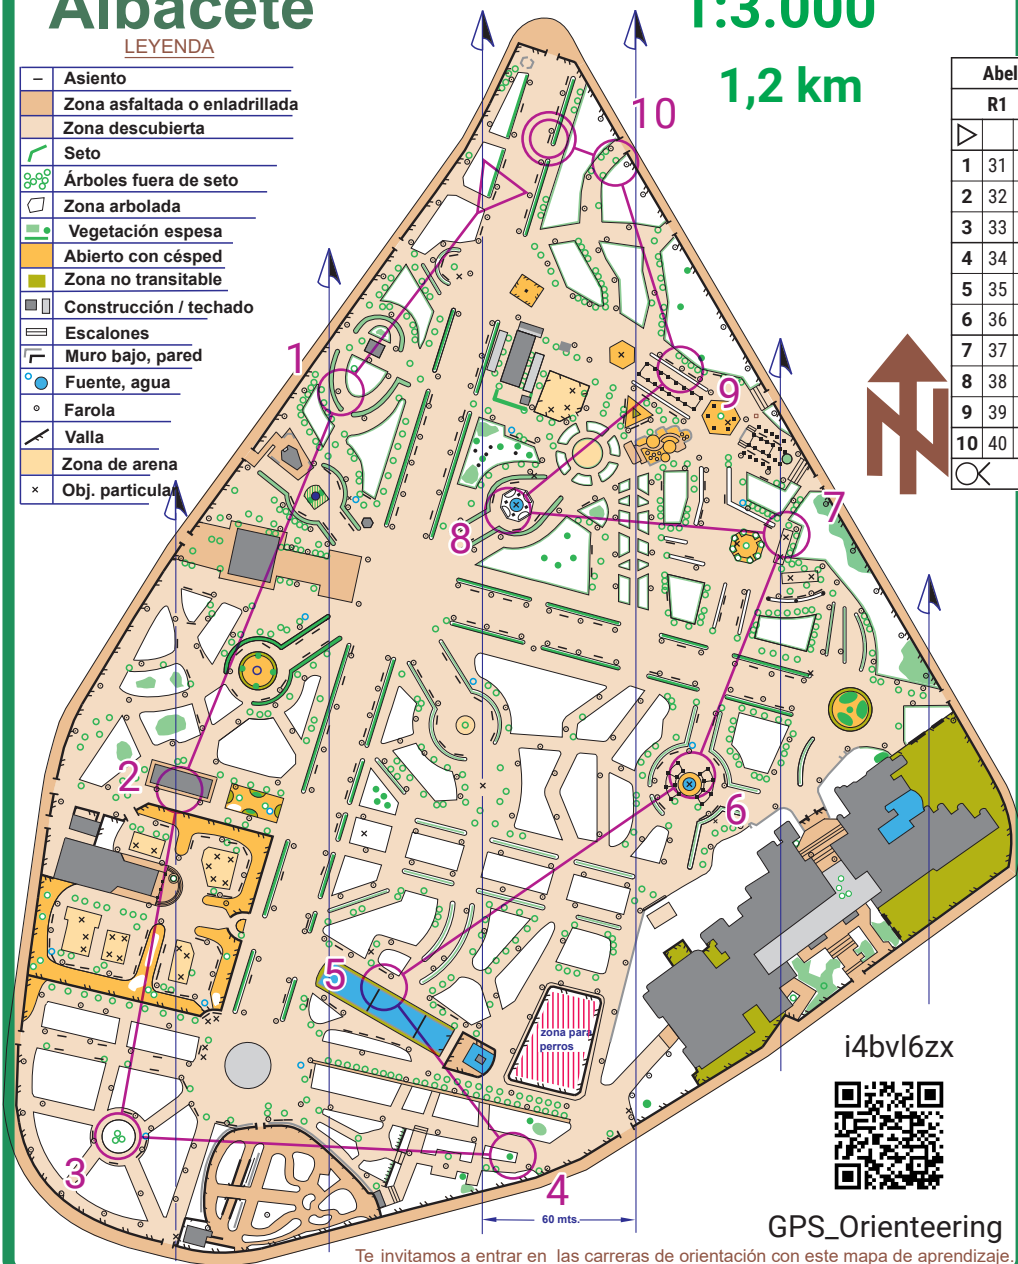 Albacete
1:3.000
1,2 km
LEYENDA
Asiento
Zona asfaltada o enladrillada
Zona descubierta
Seto
Árboles fuera de seto
Zona arbolada
Vegetación espesa
Abierto con césped
Zona no transitable
Construcción / techado
Escalones
Muro bajo, pared
Fuente, agua
Farola
Valla
Zona de arena
Obj. particular
Abel
R1
1 31
2 32
3 33
4 34
5 35
6 36
7 37
8 38
9 39
10 40
10
1
9
7
8
2
6
5
3
4
zona para
perros
60 mts.
N
i4bvl6zx
GPS_Orienteering
Te invitamos a entrar en las carreras de orientación con este mapa de aprendizaje.